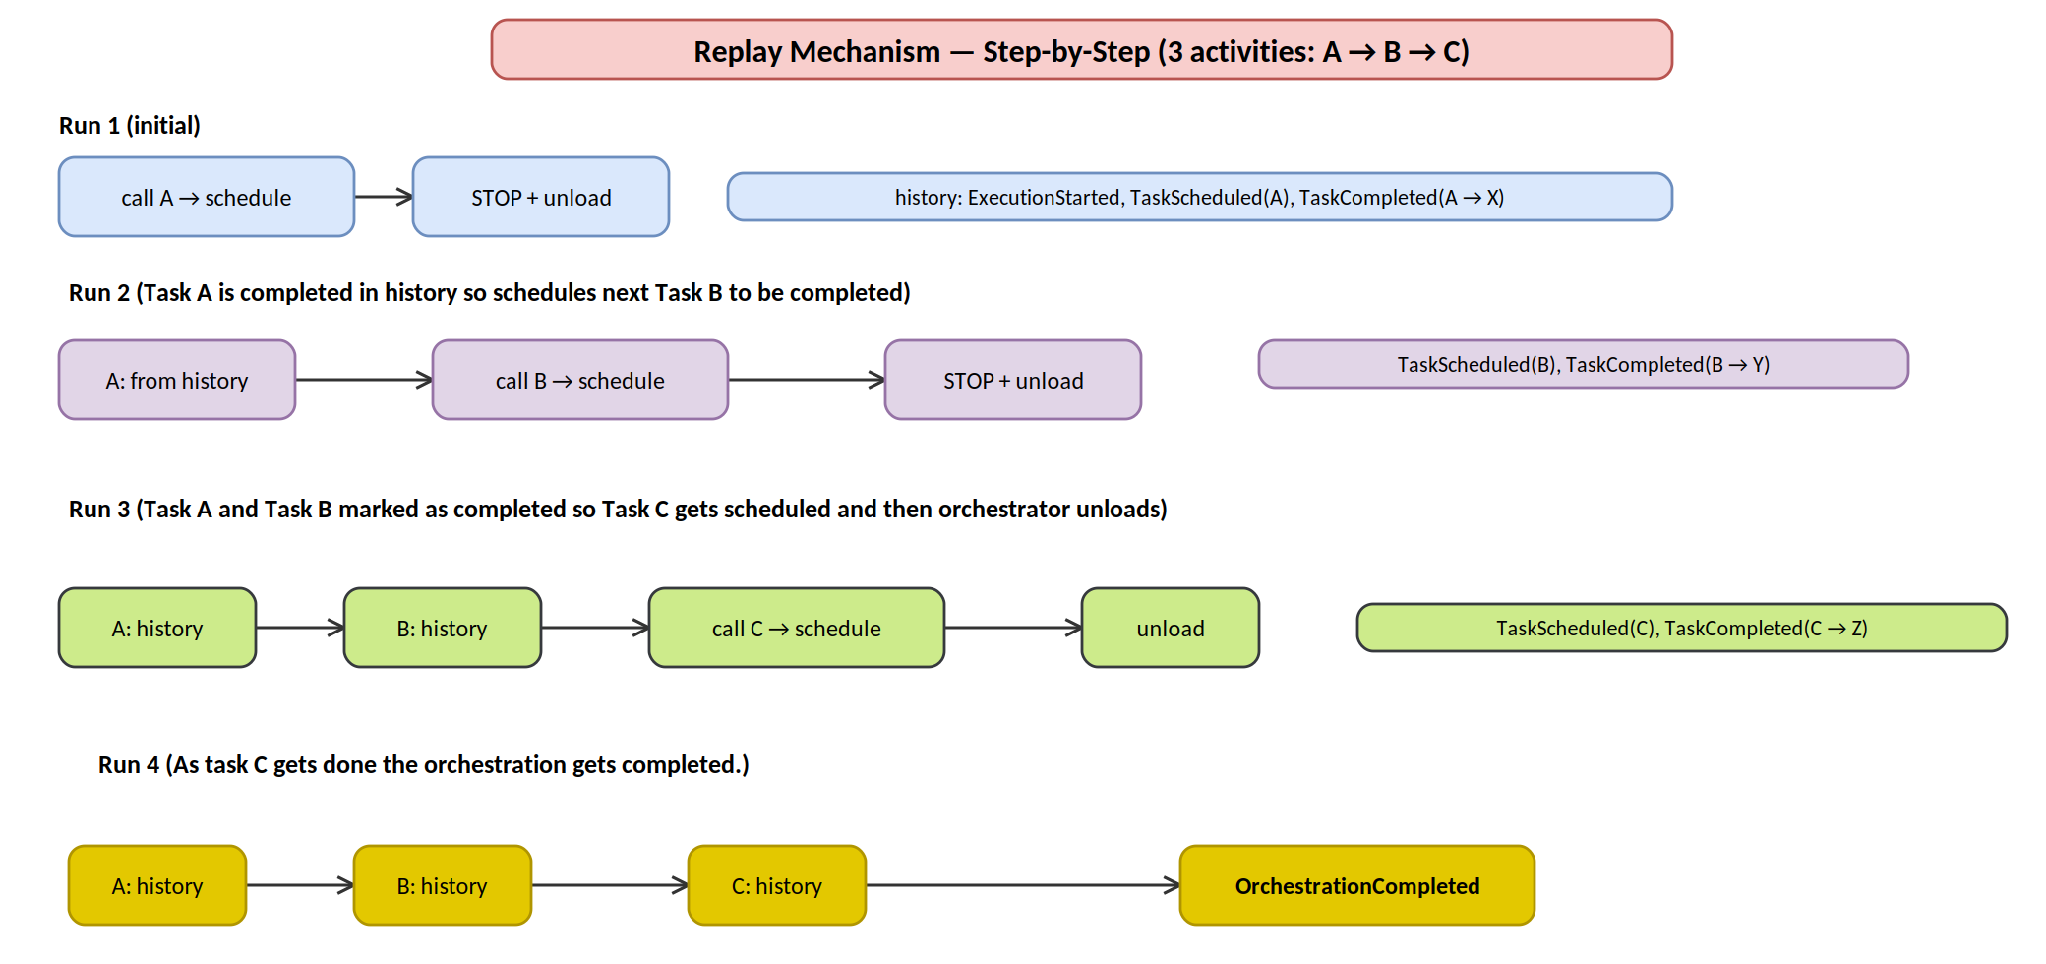 Replay Mechanism — Step-by-Step (3 activities: A → B → C)
Run 1 (initial)
call A → schedule
STOP + unload
history: ExecutionStarted, TaskScheduled(A), TaskCompleted(A → X)
Run 2 (Task A is completed in history so schedules next Task B to be completed)
A: from history
call B → schedule
STOP + unload
TaskScheduled(B), TaskCompleted(B → Y)
Run 3 (Task A and Task B marked as completed so Task C gets scheduled and then orchestrator unloads)
A: history
B: history
call C → schedule
unload
TaskScheduled(C), TaskCompleted(C → Z)
Run 4 (As task C gets done the orchestration gets completed.)
A: history
B: history
C: history
OrchestrationCompleted